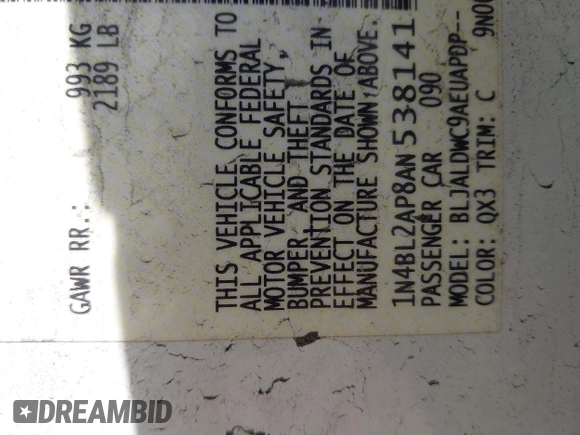 993 KG
GAWR RR.: 2189 LB
THIS VEHICLE CONFORMS TO
ALL APPLICABLE FEDERAL
MOTOR VEHICLE SAFETY,
BUMPER, AND THEFT
PREVENTION STANDARDS IN
EFFECT ON THE DATE OF
MANUFACTURE SHOWN ABOVE.
1N4BL2AP8AN538141
PASSENGER CAR 090
MODEL: BLJALDWC9AEUAPDP--
COLOR: QX3 TRIM: C 9N00
DREAMBID